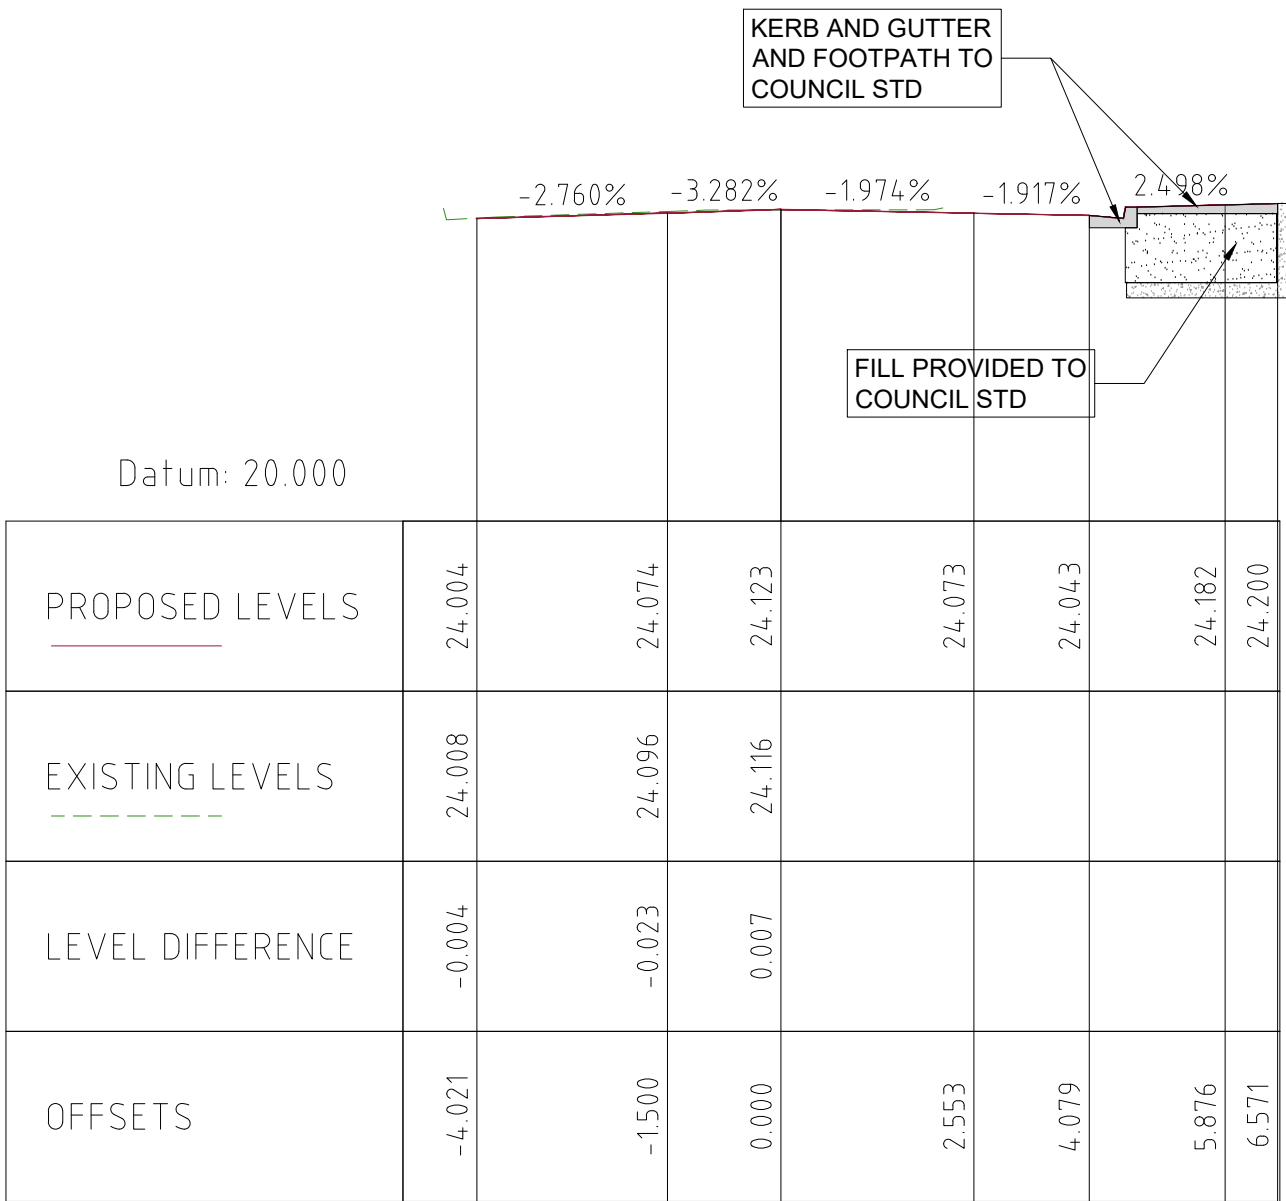 KERB AND GUTTER
AND FOOTPATH TO
COUNCIL STD
-2.760% -3.282% -1.974% -1.917% 2.498%
FILL PROVIDED TO
COUNCIL STD
Datum: 20.000
PROPOSED LEVELS 24.004 24.074 24.123 24.073 24.043 24.182 24.200
EXISTING LEVELS 24.008 24.096 24.116
LEVEL DIFFERENCE -0.004 -0.023 0.007
OFFSETS -4.021 -1.500 0.000 2.553 4.079 5.876 6.571